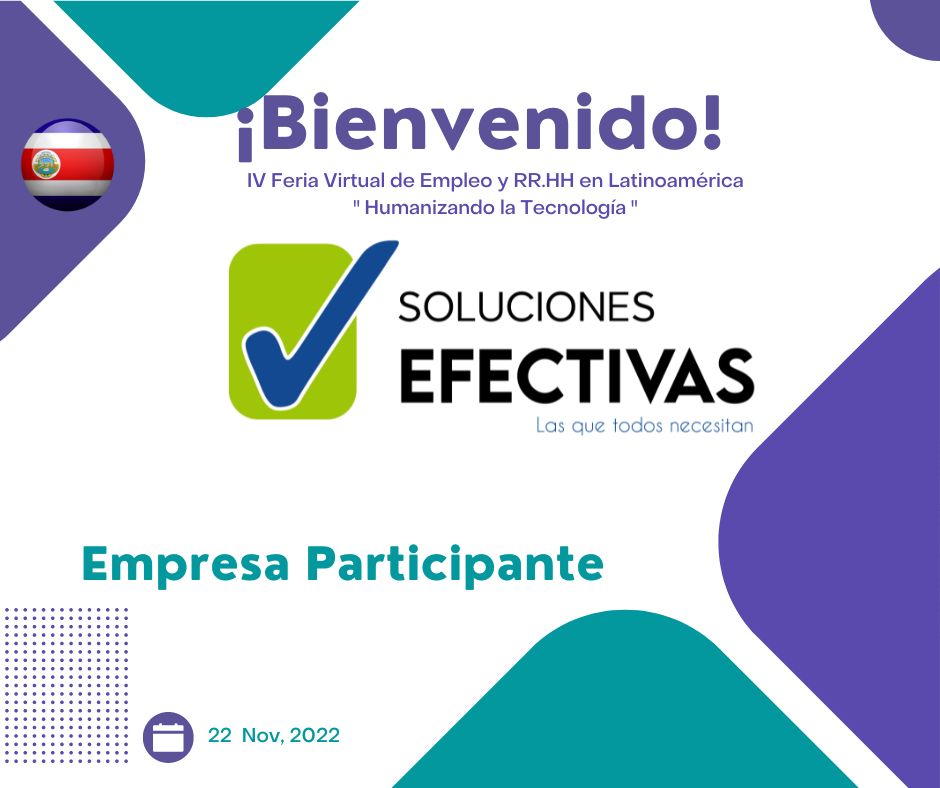 ¡Bienvenido!
IV Feria Virtual de Empleo y RR.HH en Latinoamérica
" Humanizando la Tecnología "
SOLUCIONES
EFECTIVAS
Las que todos necesitan
Empresa Participante
22 Nov, 2022